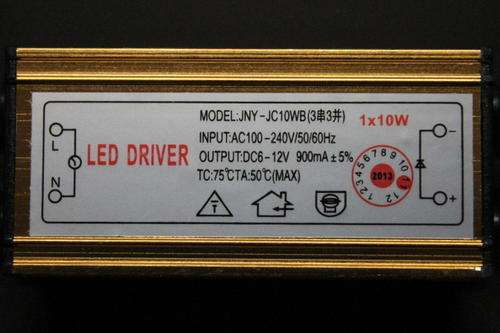 MODEL:JNY-JC10WB(3串3并)
1x10W
L
N
LED DRIVER
INPUT:AC100-240V/50/60Hz
OUTPUT:DC6-12V 900mA±5%
TC:75℃TA:50℃(MAX)
T
-
+
1 2 3 4 5 6 7 8 9 10 11 12
2013